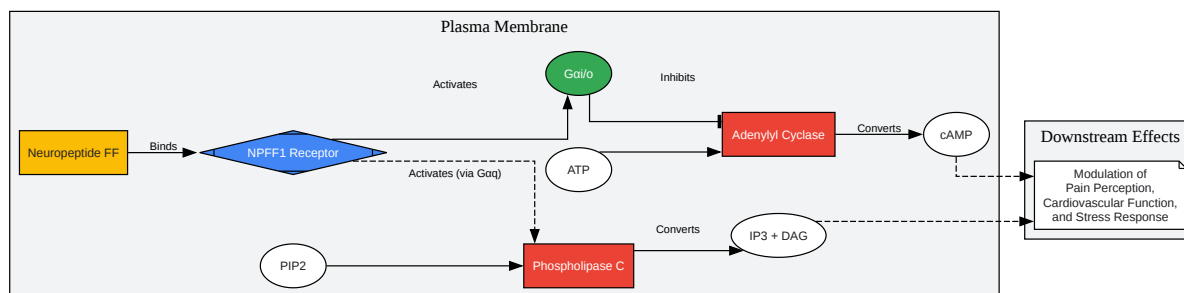 Plasma Membrane
Gαi/o
Activates
Inhibits
Neuropeptide FF
Binds
NPFF1 Receptor
Adenylyl Cyclase
Converts
cAMP
Downstream Effects
ATP
Activates (via Gαq)
Modulation of
Pain Perception,
Cardiovascular Function,
and Stress Response
Converts
IP3 + DAG
PIP2
Phospholipase C